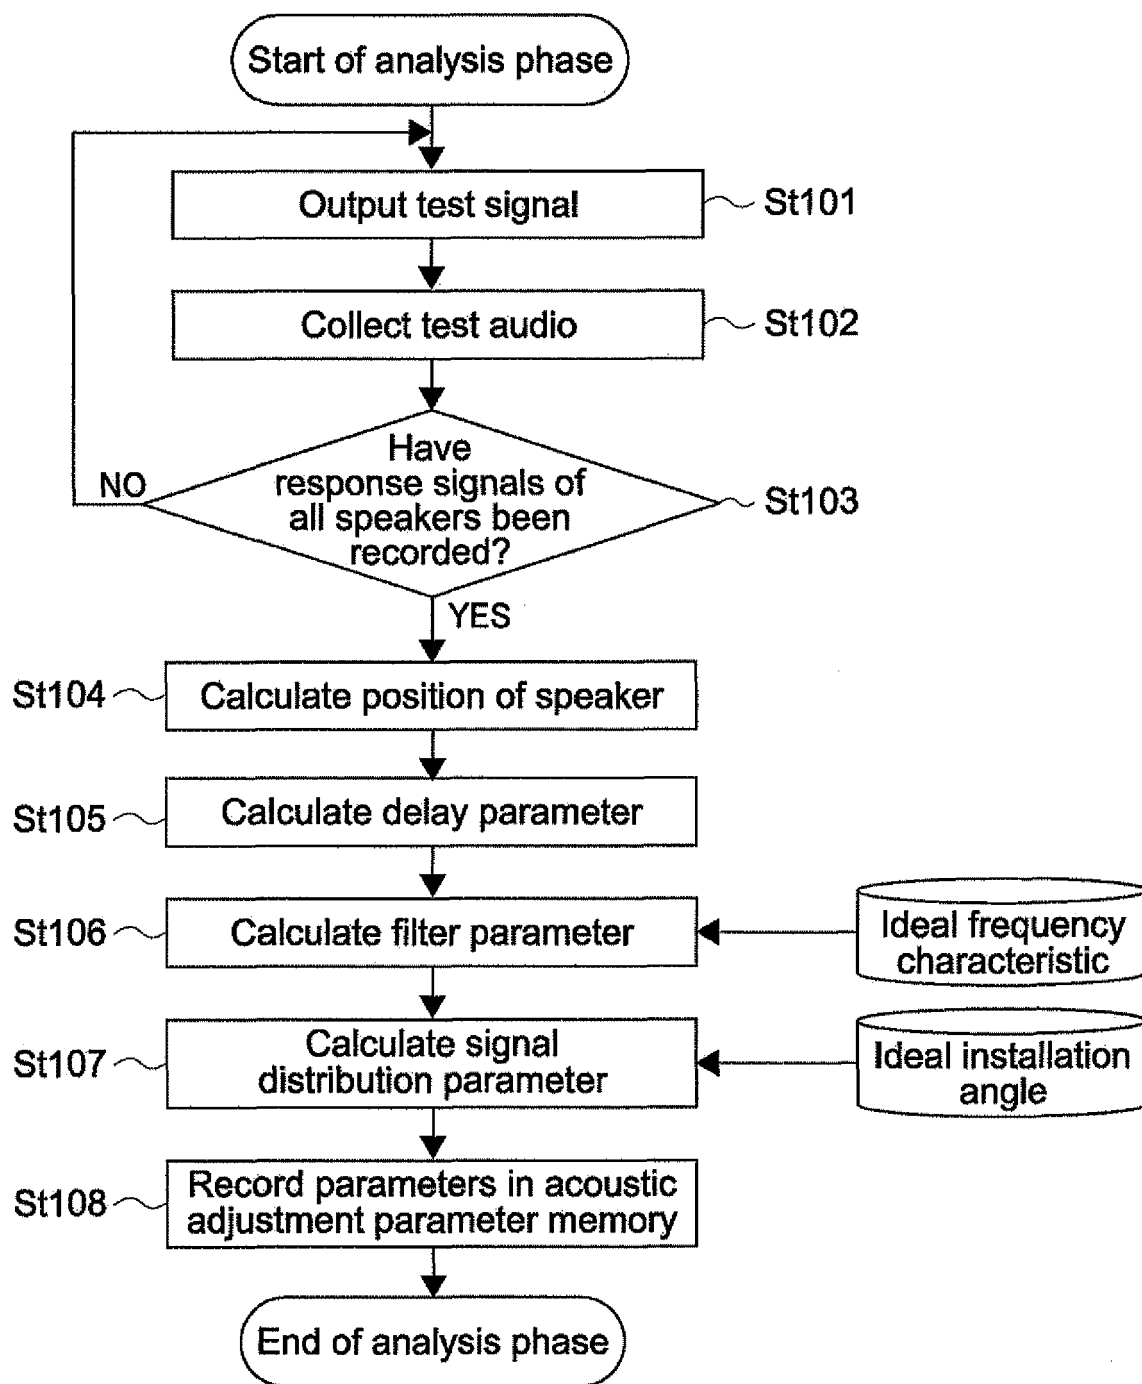 Start of analysis phase
Output test signal
St101
Collect test audio
St102
Have
response signals of
all speakers been
recorded?
St103
NO
YES
St104
Calculate position of speaker
St105
Calculate delay parameter
St106
Calculate filter parameter
Ideal frequency
characteristic
St107
Calculate signal
distribution parameter
Ideal installation
angle
St108
Record parameters in acoustic
adjustment parameter memory
End of analysis phase